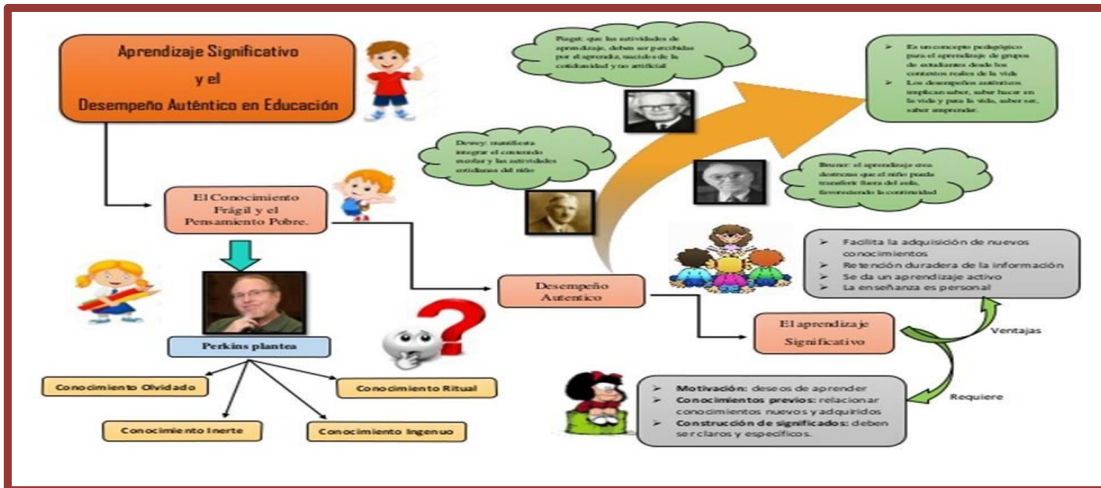 Aprendizaje Significativo
y el
Desempeño Auténtico en Educación
Piaget: que las actividades de
aprendizaje, deben ser percibidas
por el aprendiz, nacidas de la
cotidianidad y no artificial
Es un concepto pedagógico
para el aprendizaje de grupos
de estudiantes desde los
contextos reales de la vida
Los desempeños auténticos
implican saber, saber hacer en
la vida y para la vida, saber ser,
saber emprender.
Dewey: manifiesta
integrar el contenido
escolar y las actividades
cotidianas del niño
Bruner: el aprendizaje crea
destrezas que el niño pueda
transferir fuera del aula,
favoreciendo la continuidad
El Conocimiento
Frágil y el
Pensamiento Pobre.
Facilita la adquisición de nuevos
conocimientos
Retención duradera de la información
Se da un aprendizaje activo
La enseñanza es personal
Desempeño
Autentico
El aprendizaje
Significativo
Ventajas
Perkins plantea
Conocimiento Olvidado
Conocimiento Ritual
Conocimiento Inerte
Conocimiento Ingenuo
Motivación: deseos de aprender
Conocimientos previos: relacionar
conocimientos nuevos y adquiridos
Construcción de significados: deben
ser claros y específicos.
Requiere